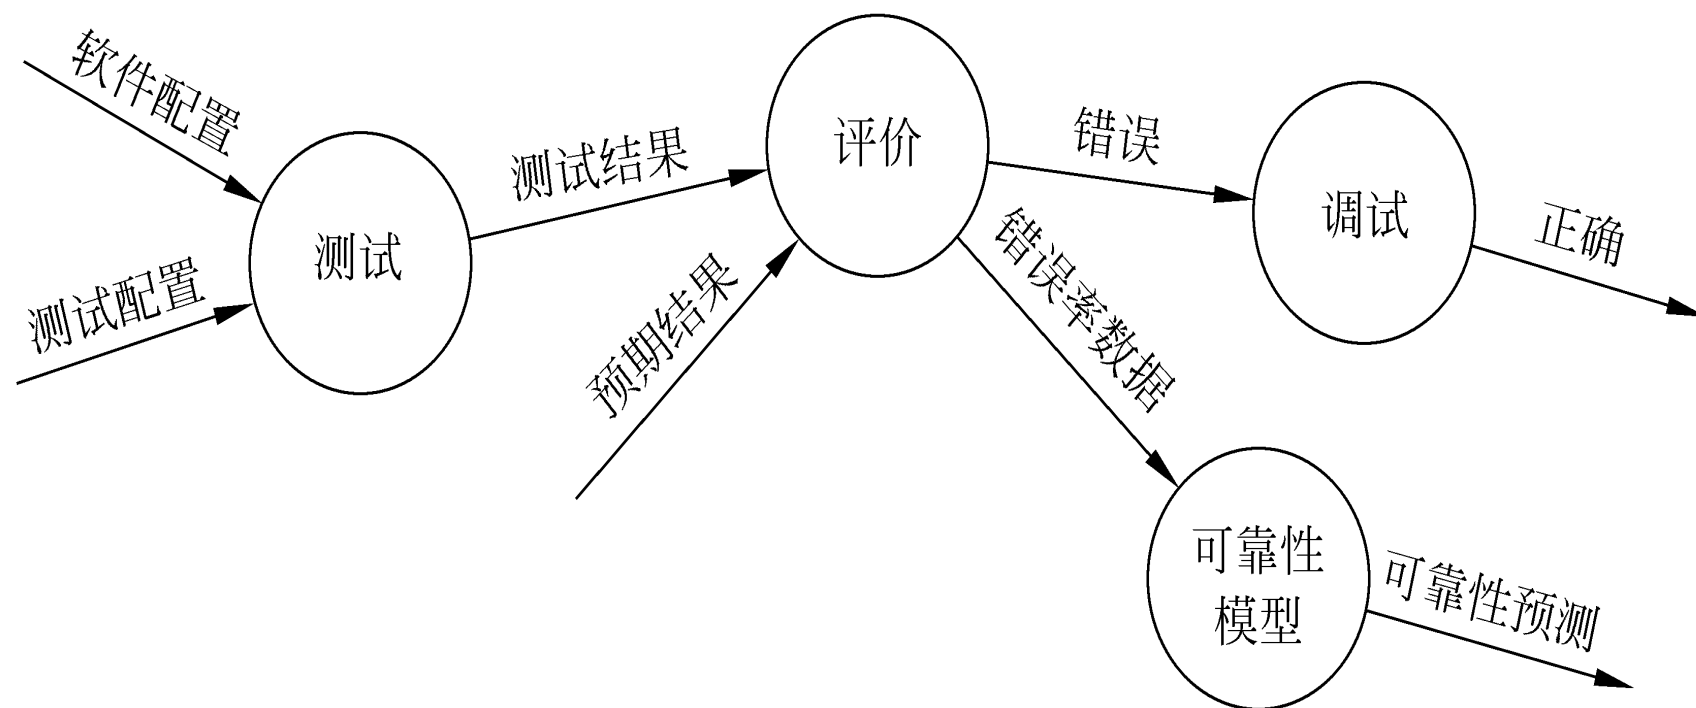 软件配置
测试配置
测试
测试结果
预期结果
评价
错误
错误率数据
调试
正确
可靠性
模型
可靠性预测